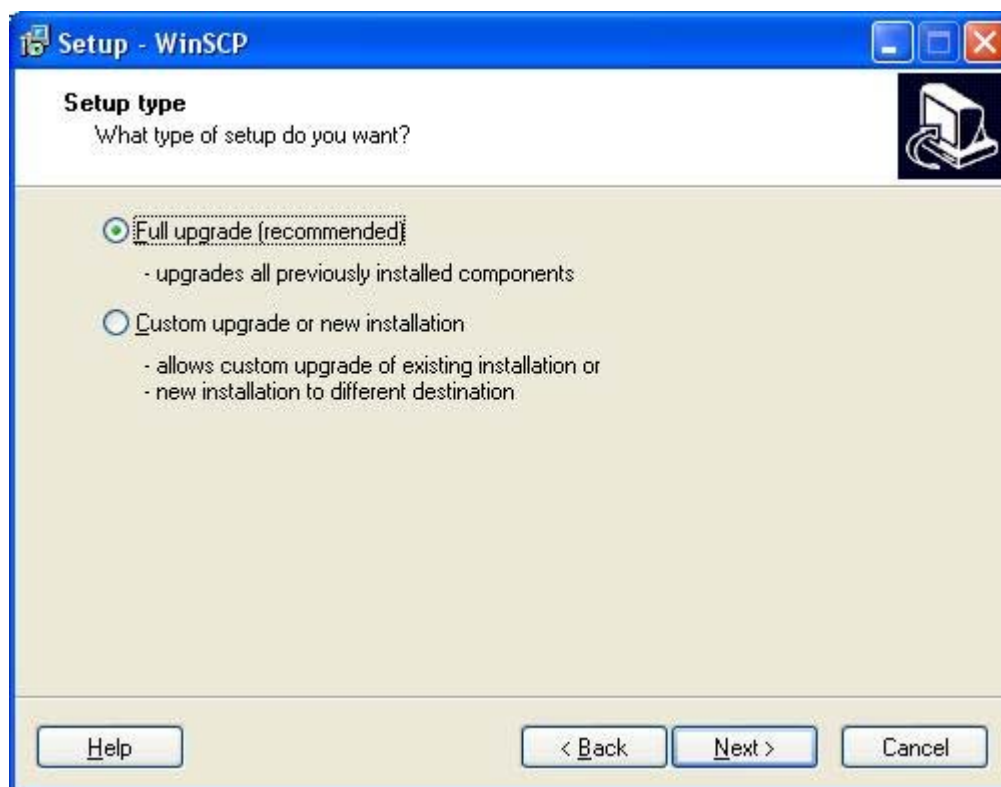 Setup - WinSCP
Setup type
What type of setup do you want?
Full upgrade (recommended)
- upgrades all previously installed components
Custom upgrade or new installation
- allows custom upgrade of existing installation or
- new installation to different destination
Help
< Back
Next >
Cancel